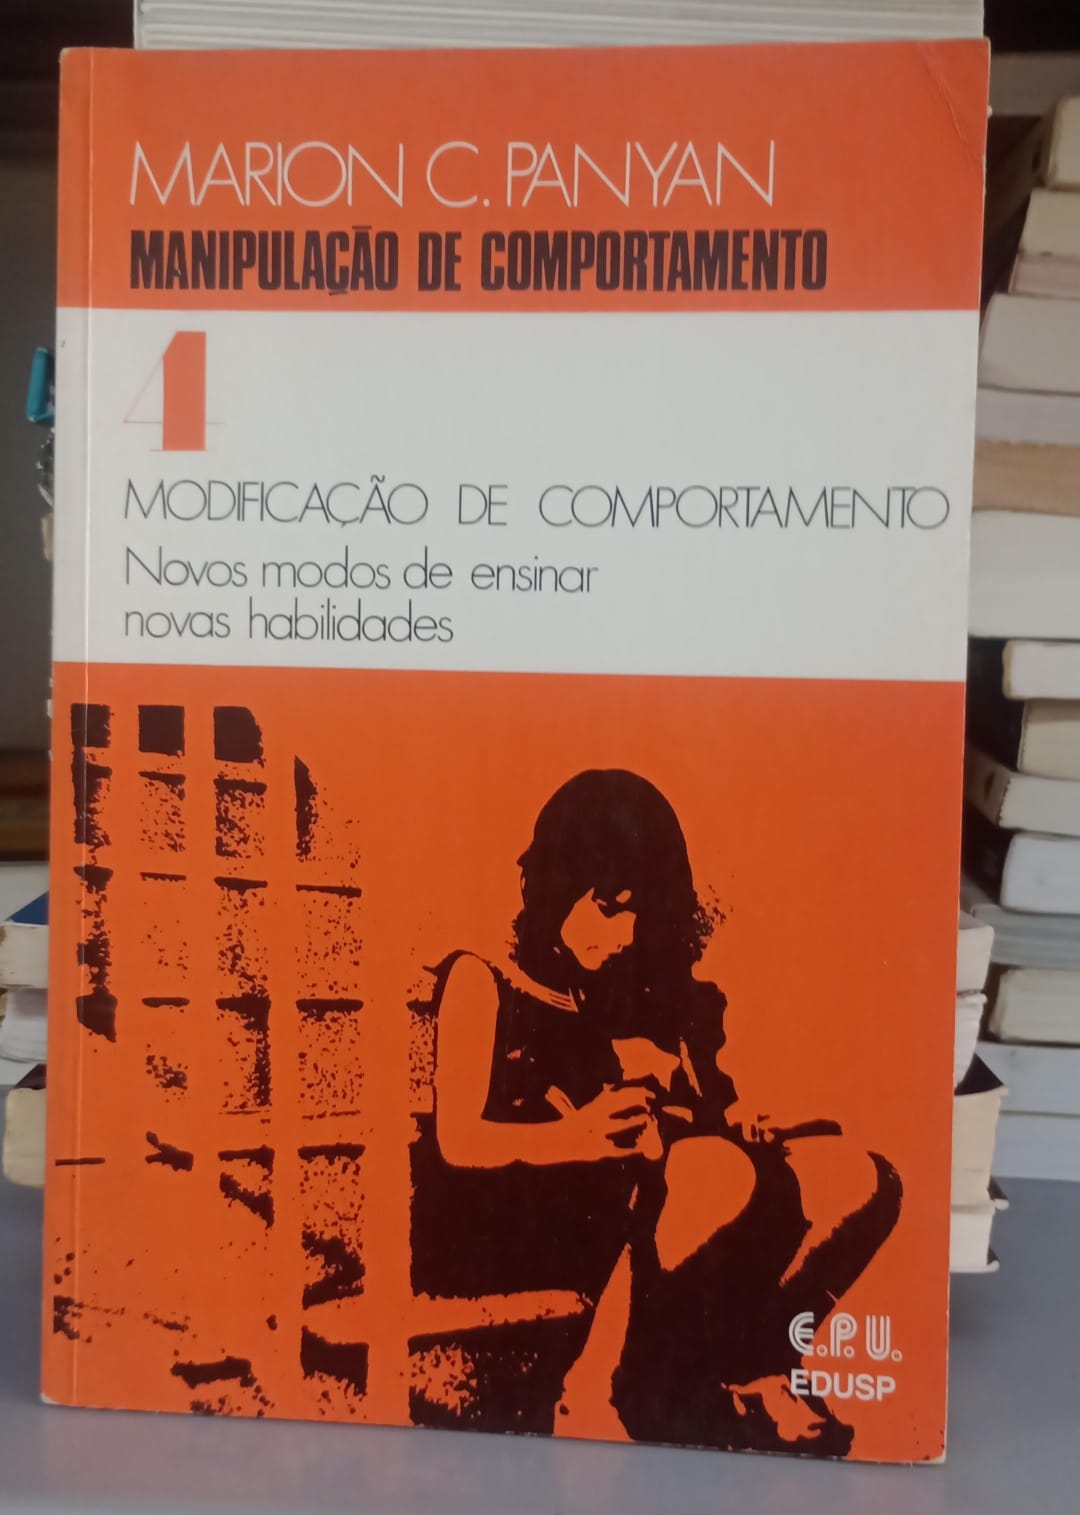 MARION C. PANYAN
MANIPULAÇÃO DE COMPORTAMENTO
4
MODIFICAÇÃO DE COMPORTAMENTO
Novos modos de ensinar
novas habilidades
E.P.U.
EDUSP